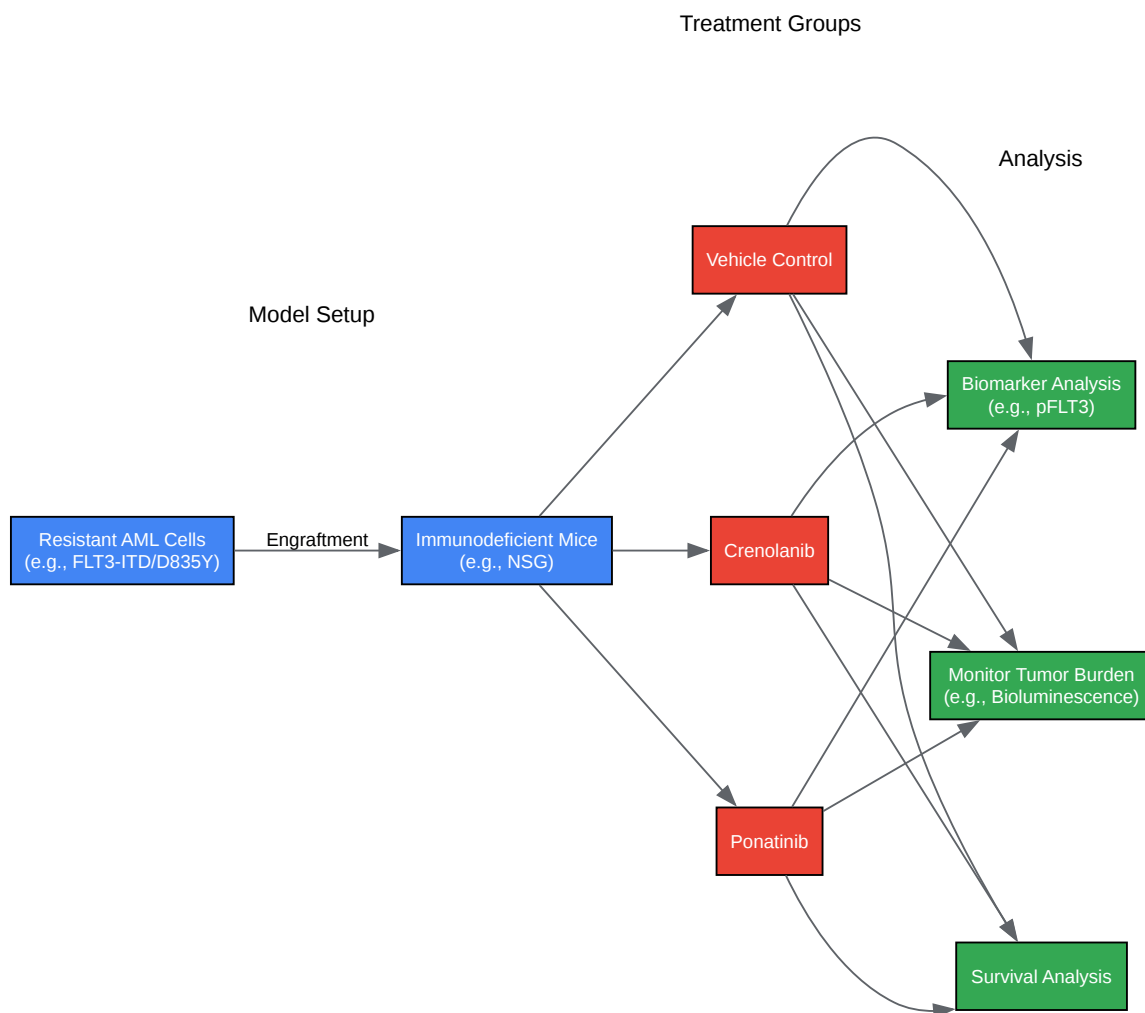 Treatment Groups
Analysis
Vehicle Control
Model Setup
Biomarker Analysis
(e.g., pFLT3)
Resistant AML Cells
(e.g., FLT3-ITD/D835Y)
Engraftment
Immunodeficient Mice
(e.g., NSG)
Crenolanib
Monitor Tumor Burden
(e.g., Bioluminescence)
Ponatinib
Survival Analysis